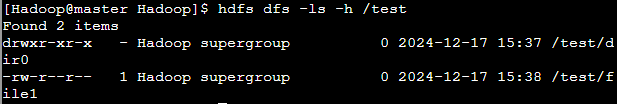 [Hadoop@master Hadoop]$ hdfs dfs -ls -h /test
Found 2 items
drwxr-xr-x   - Hadoop supergroup          0 2024-12-17 15:37 /test/d
ir0
-rw-r--r--   1 Hadoop supergroup          0 2024-12-17 15:38 /test/f
ile1